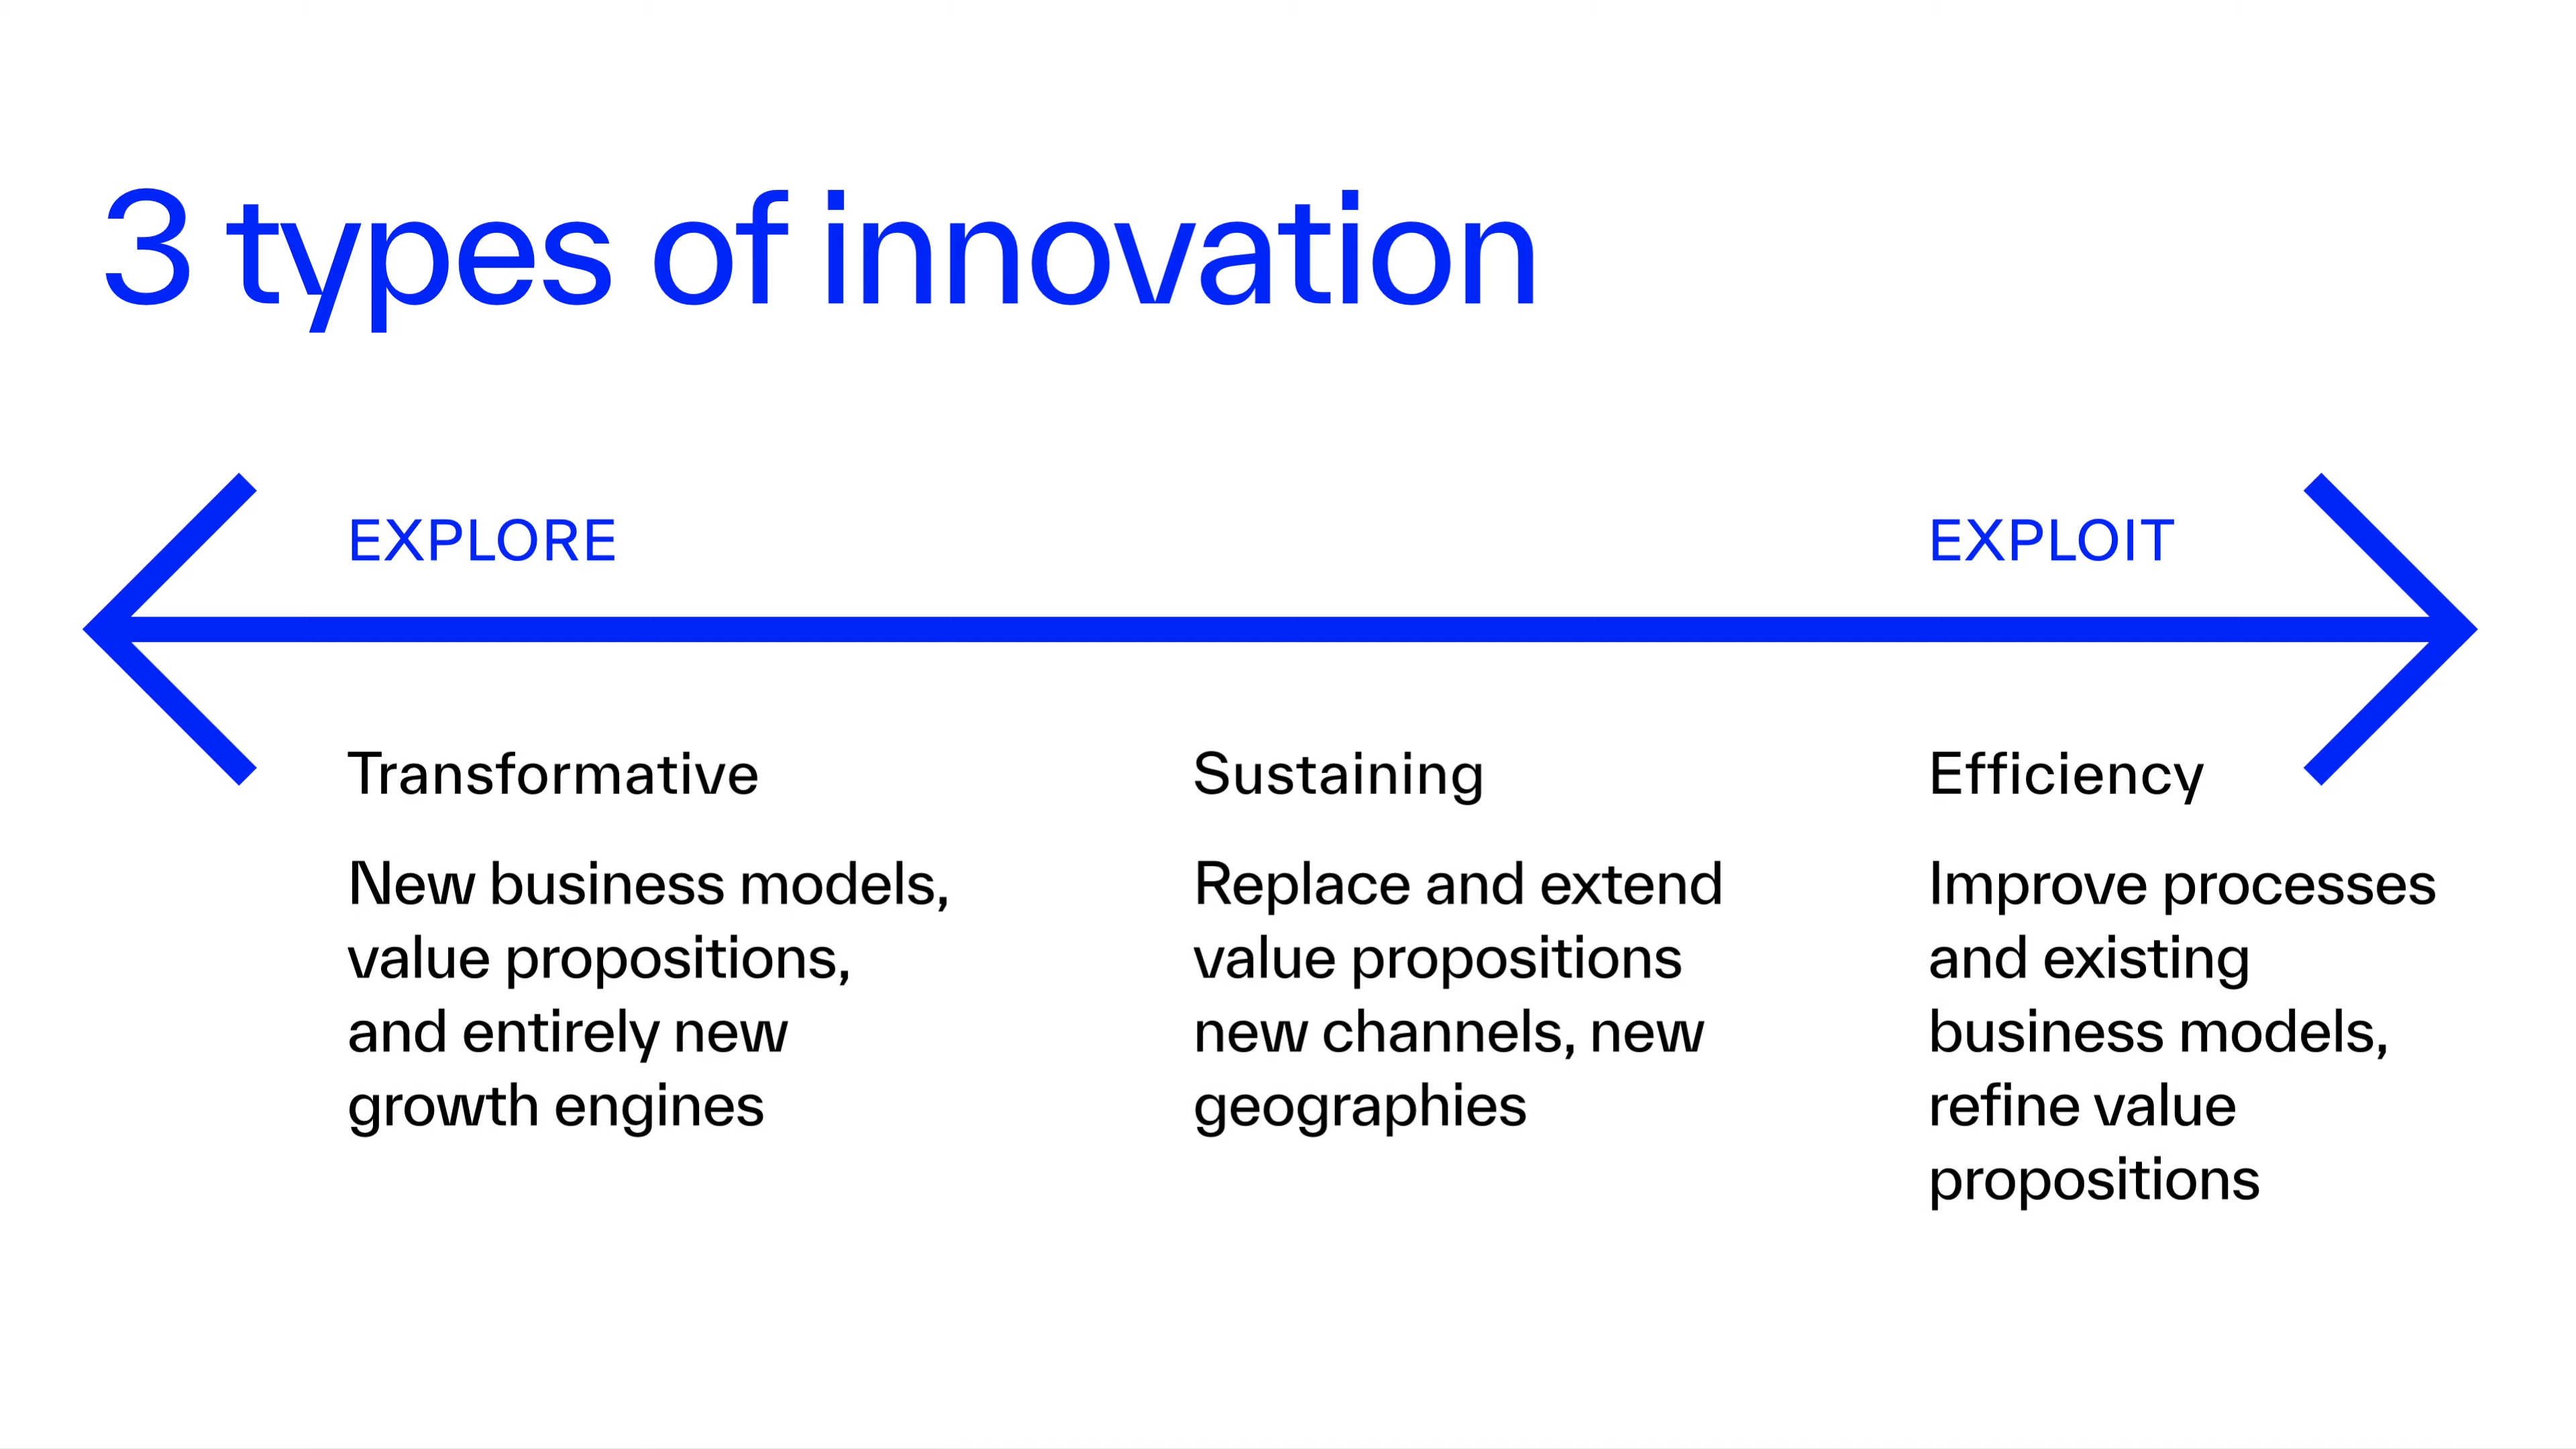 3 types of innovation
EXPLORE
EXPLOIT
Transformative
New business models,
value propositions,
and entirely new
growth engines
Sustaining
Replace and extend
value propositions
new channels, new
geographies
Efficiency
Improve processes
and existing
business models,
refine value
propositions